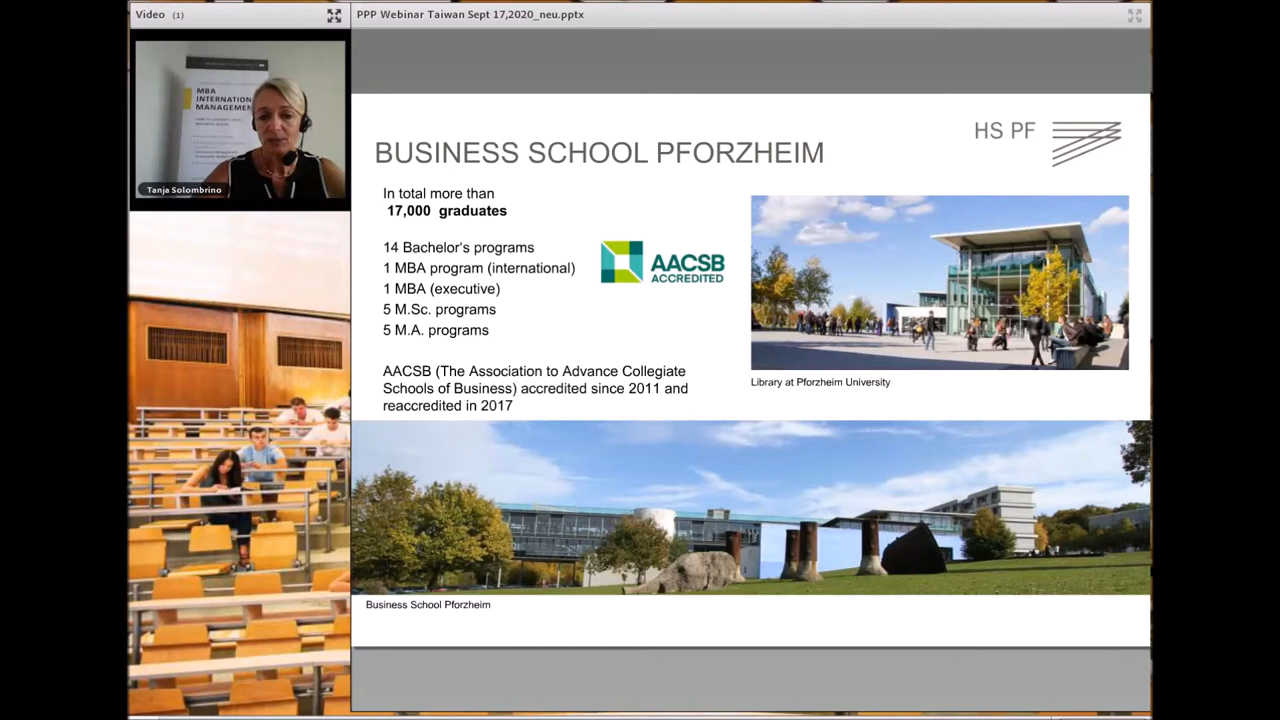 Video (1)
PPP Webinar Taiwan Sept 17,2020_neu.pptx
MBA
INTERNATION
MANAGEMEN
Tanja Solombrino
HS PF
BUSINESS SCHOOL PFORZHEIM
In total more than
17,000 graduates
14 Bachelor's programs
1 MBA program (international)
1 MBA (executive)
5 M.Sc. programs
5 M.A. programs
AACSB
ACCREDITED
AACSB (The Association to Advance Collegiate
Schools of Business) accredited since 2011 and
reaccredited in 2017
Library at Pforzheim University
Business School Pforzheim